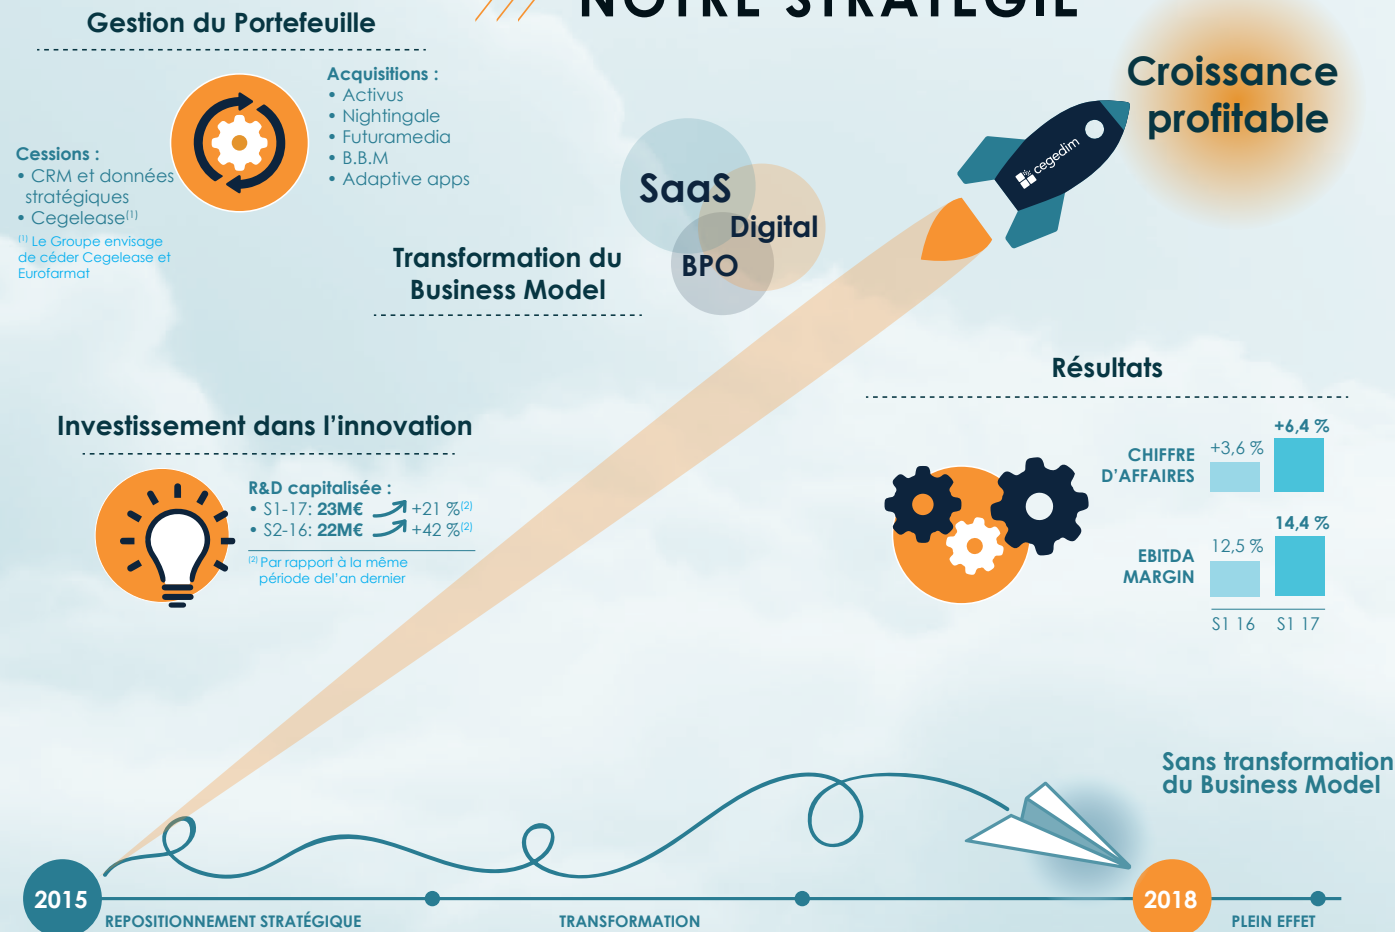 NOTRE STRATÉGIE
Gestion du Portefeuille
Acquisitions :
• Activus
• Nightingale
• Futuramedia
• B.B.M
• Adaptive apps
Cessions :
• CRM et données
stratégiques
• Cegelease(1)
(1) Le Groupe envisage
de céder Cegelease et
Eurofarmat
Croissance
profitable
cegedim
SaaS
Digital
BPO
Transformation du
Business Model
Investissement dans l’innovation
R&D capitalisée :
• S1-17: 23M€ +21 %(2)
• S2-16: 22M€ +42 %(2)
(2) Par rapport à la même
période del’an dernier
Résultats
CHIFFRE
D’AFFAIRES
+3,6 %
+6,4 %
EBITDA
MARGIN
12,5 %
14,4 %
S1 16 S1 17
Sans transformation
du Business Model
2015
2018
REPOSITIONNEMENT STRATÉGIQUE
TRANSFORMATION
PLEIN EFFET